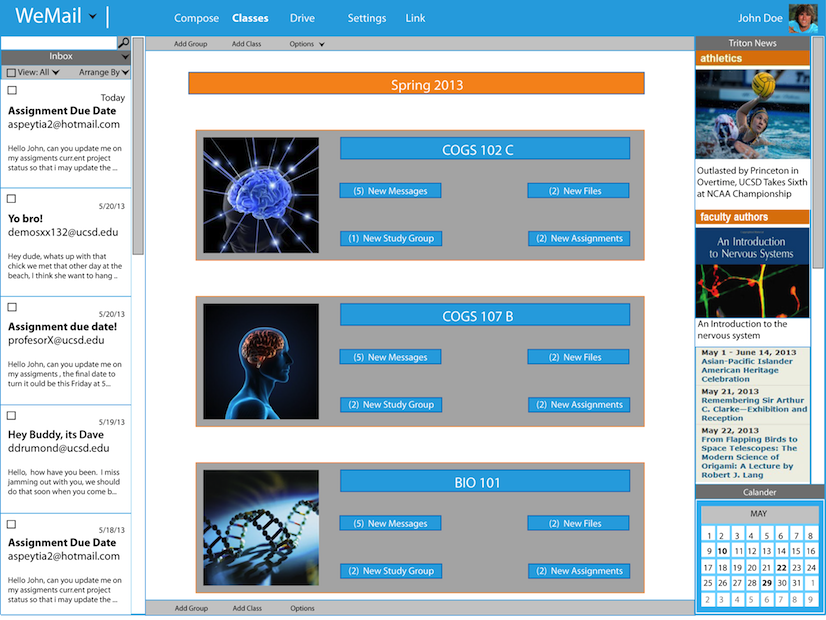 WeMail
Compose Classes Drive Settings Link
John Doe
Inbox
View: All Arrange By
Today
Assignment Due Date
aspeytia2@hotmail.com
Hello John, can you update me on
my assigments curr.ent project
status so that i may update the ...
5/20/13
Yo bro!
demosxx132@ucsd.edu
Hey dude, whats up with that
chick we met that other day at the
beach, I think she want to hang ..
5/20/13
Assignment due date!
profesorX@ucsd.edu
Hello John, can you update me on
my assigments , the final date to
turn it ould be this Friday at 5...
5/19/13
Hey Buddy, its Dave
ddrumond@ucsd.edu
Hello, how have you been. I miss
jamming out with you, we should
do that soon when you come b...
5/18/13
Assignment Due Date
aspeytia2@hotmail.com
Hello John, can you update me on
my assigments curr.ent project
status so that i may update the ...
Add Group Add Class Options
Spring 2013
COGS 102 C
(5) New Messages (2) New Files
(1) New Study Group (2) New Assignments
COGS 107 B
(5) New Messages (2) New Files
(2) New Study Group (2) New Assignments
BIO 101
(5) New Messages (2) New Files
(2) New Study Group (2) New Assignments
Add Group Add Class Options
Triton News
athletics
Outlasted by Princeton in
Overtime, UCSD Takes Sixth
at NCAA Championship
faculty authors
An Introduction
to Nervous Systems
An Introduction to the
nervous system
May 1 - June 14, 2013
Asian-Pacific Islander
American Heritage
Celebration
May 21, 2013
Remembering Sir Arthur
C. Clarke—Exhibition and
Reception
May 22, 2013
From Flapping Birds to
Space Telescopes: The
Modern Science of
Origami: A Lecture by
Robert J. Lang
Calander
MAY
1 2 3 4 5 6 7 8
9 10 11 12 13 14 15 16
17 18 19 20 21 22 23 24
25 26 27 28 29 30 31 1
2 3 4 5 6 7 8 9